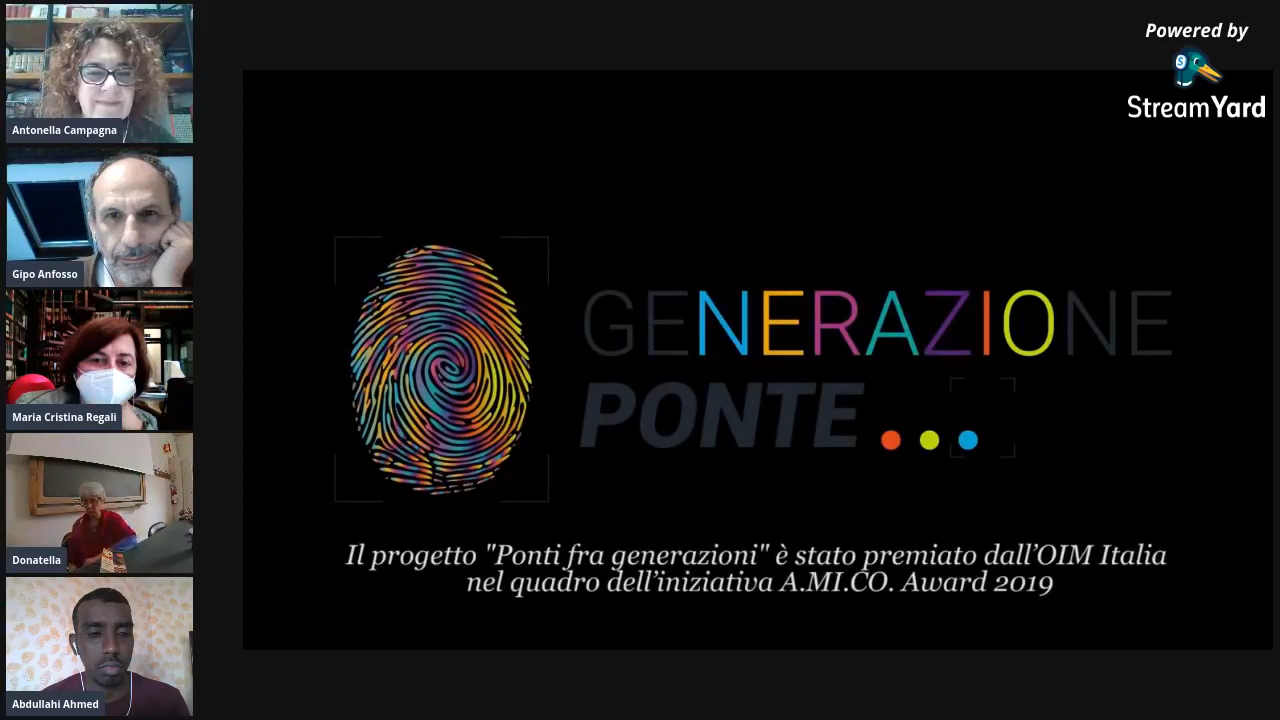 Powered by
StreamYard
Antonella Campagna
Gipo Anfosso
Maria Cristina Regali
Donatella
Abdullahi Ahmed
GENERAZIONE
PONTE...
Il progetto "Ponti fra generazioni" è stato premiato dall'OIM Italia
nel quadro dell'iniziativa A.MI.CO. Award 2019